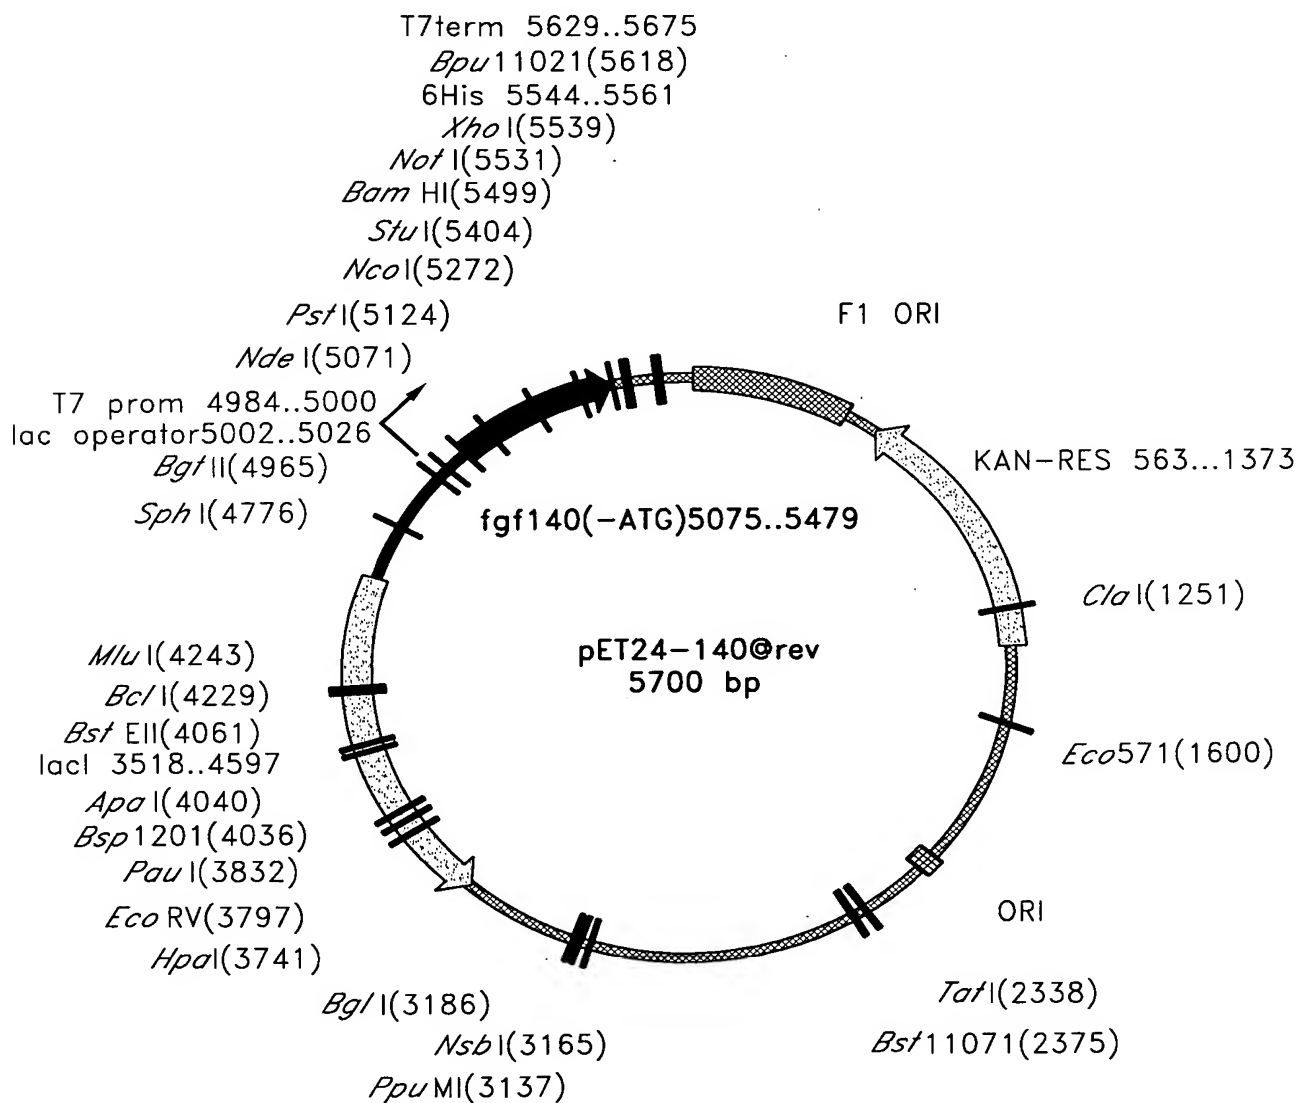 T7term 5629..5675
Bpu11021(5618)
6His 5544..5561
XhoI(5539)
NotI(5531)
BamHI(5499)
StuI(5404)
NcoI(5272)
PstI(5124)
NdeI(5071)
T7 prom 4984..5000
lac operator5002..5026
BgtII(4965)
SphI(4776)
F1 ORI
KAN-RES 563...1373
fgf140(-ATG)5075..5479
ClaI(1251)
pET24-140@rev
5700 bp
Eco571(1600)
MluI(4243)
BclI(4229)
BstEII(4061)
lacI 3518..4597
ApaI(4040)
Bsp1201(4036)
PauI(3832)
EcoRV(3797)
HpaI(3741)
BglI(3186)
NsbI(3165)
PpuMI(3137)
ORI
TatI(2338)
Bst11071(2375)